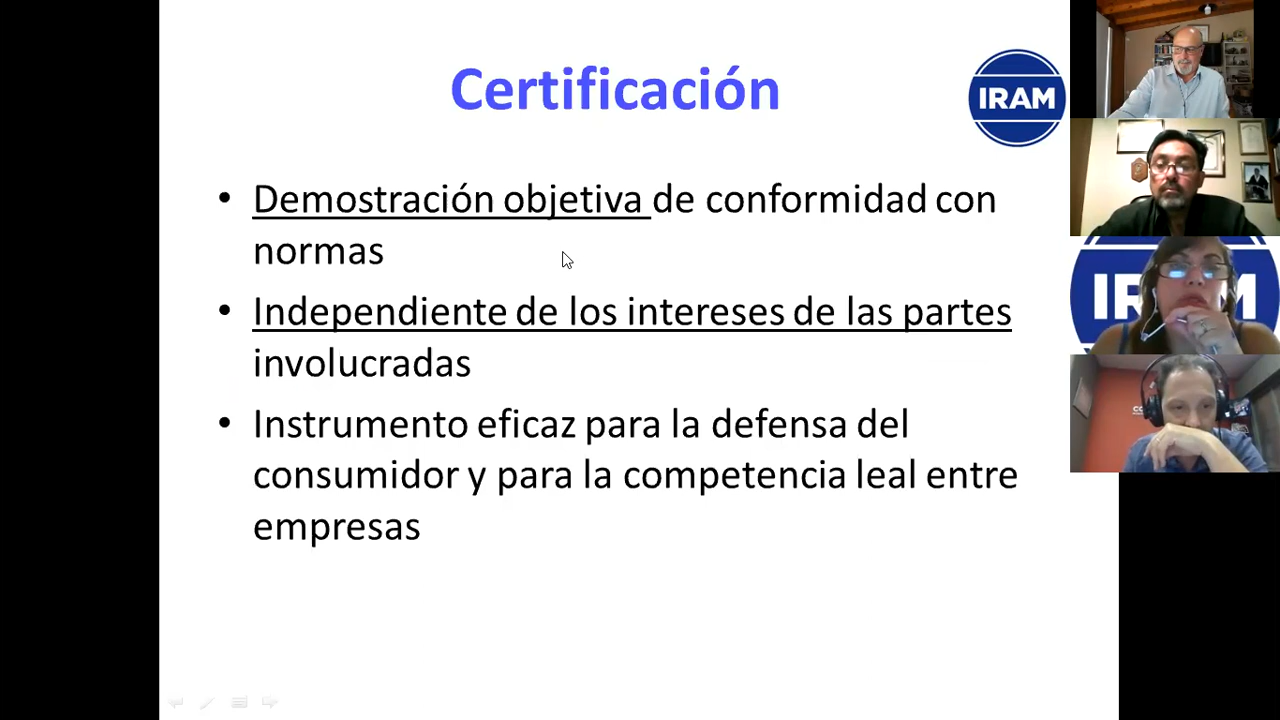 Certificación
IRAM
• Demostración objetiva de conformidad con
normas
• Independiente de los intereses de las partes
involucradas
• Instrumento eficaz para la defensa del
consumidor y para la competencia leal entre
empresas